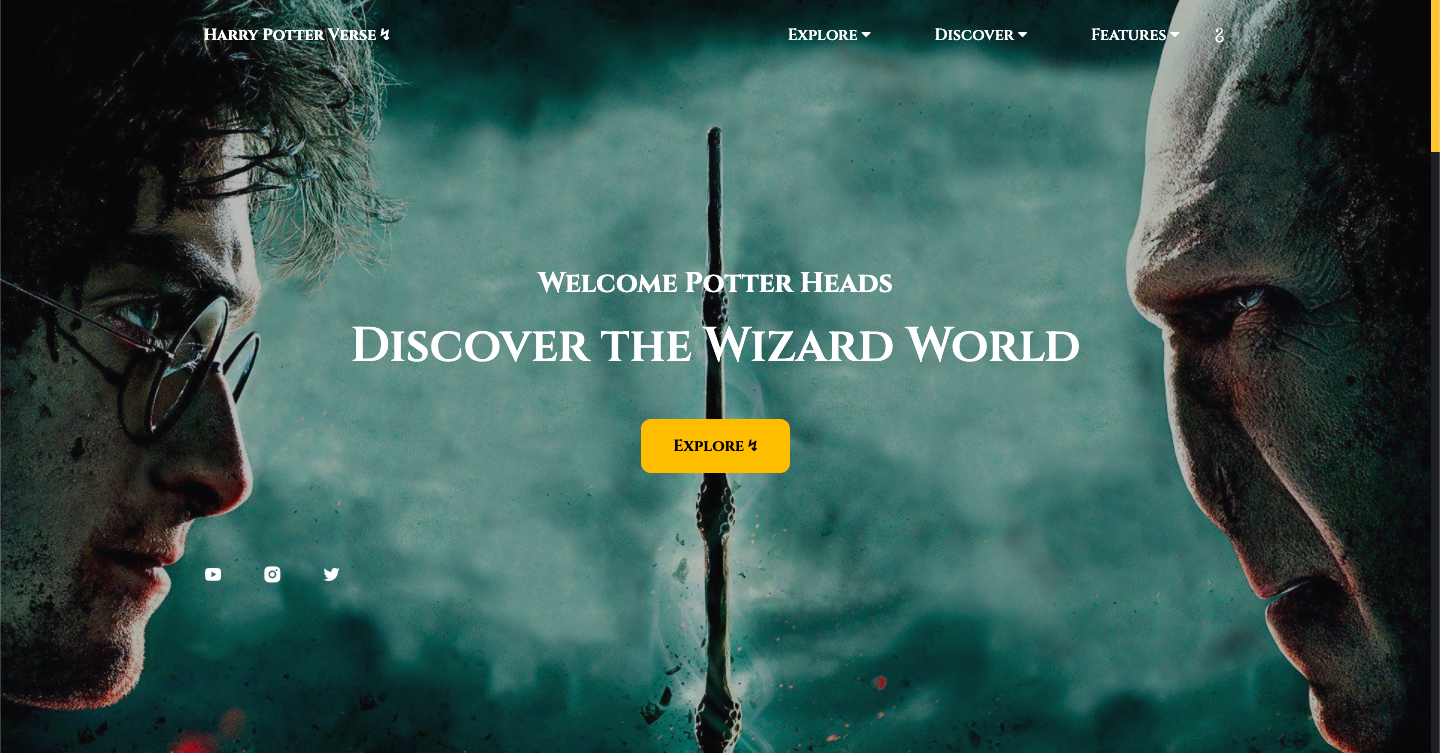 Harry Potter Verse ↯
Explore
Discover
Features
Welcome Potter Heads
Discover the Wizard World
Explore ↯